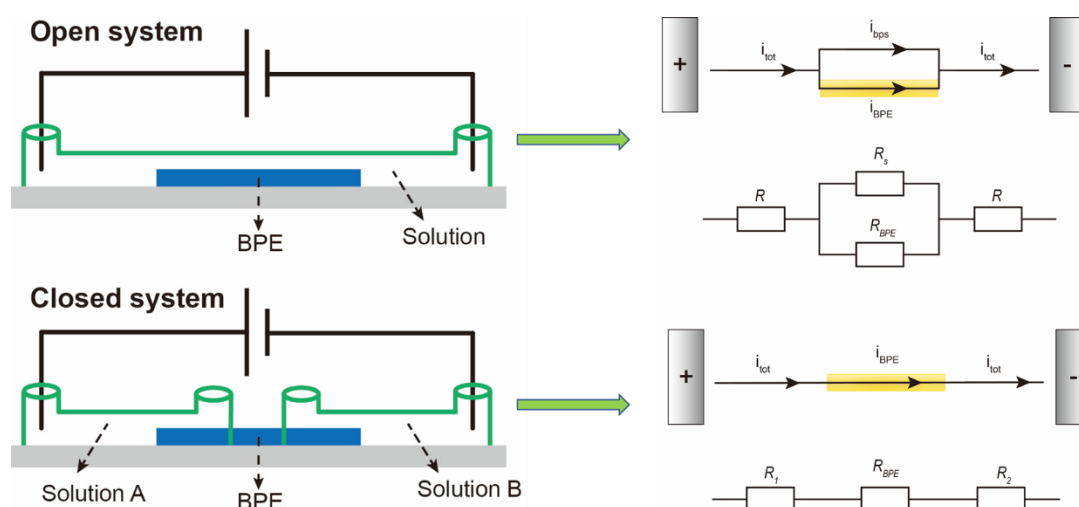 Open system
BPE
Solution
+
i_tot
i_bps
i_BPE
i_tot
-
R
R_s
R_BPE
R
Closed system
Solution A
BPE
Solution B
+
i_tot
i_BPE
i_tot
-
R_1
R_BPE
R_2